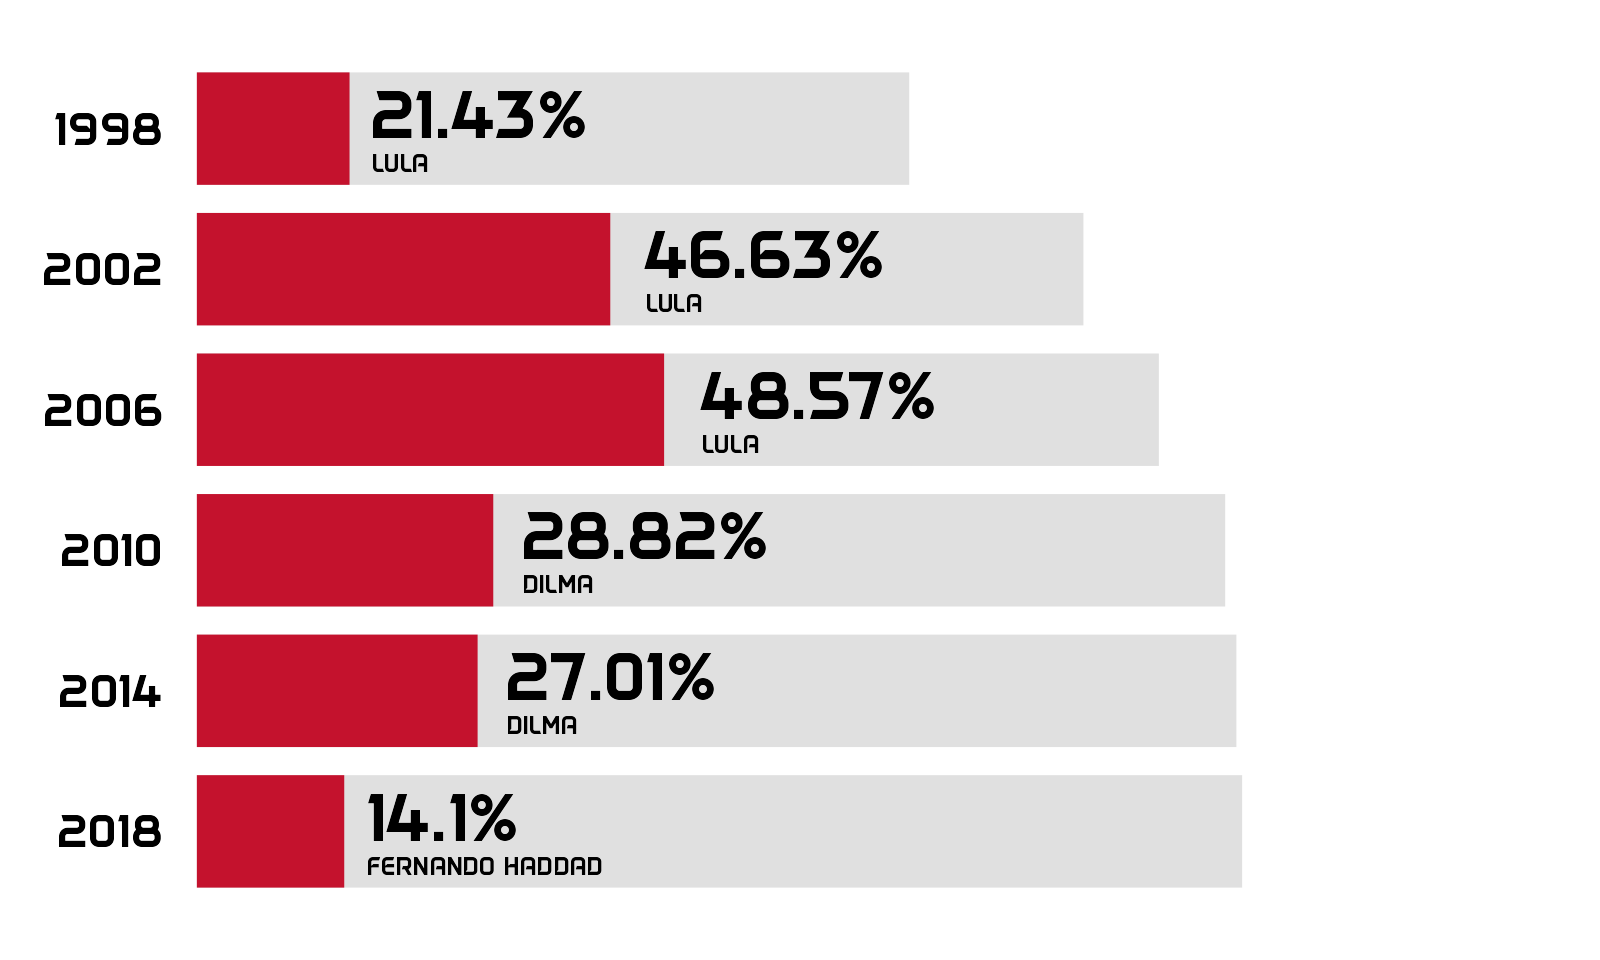 1998
21.43%
LULA
2002
46.63%
LULA
2006
48.57%
LULA
2010
28.82%
DILMA
2014
27.01%
DILMA
2018
14.1%
FERNANDO HADDAD